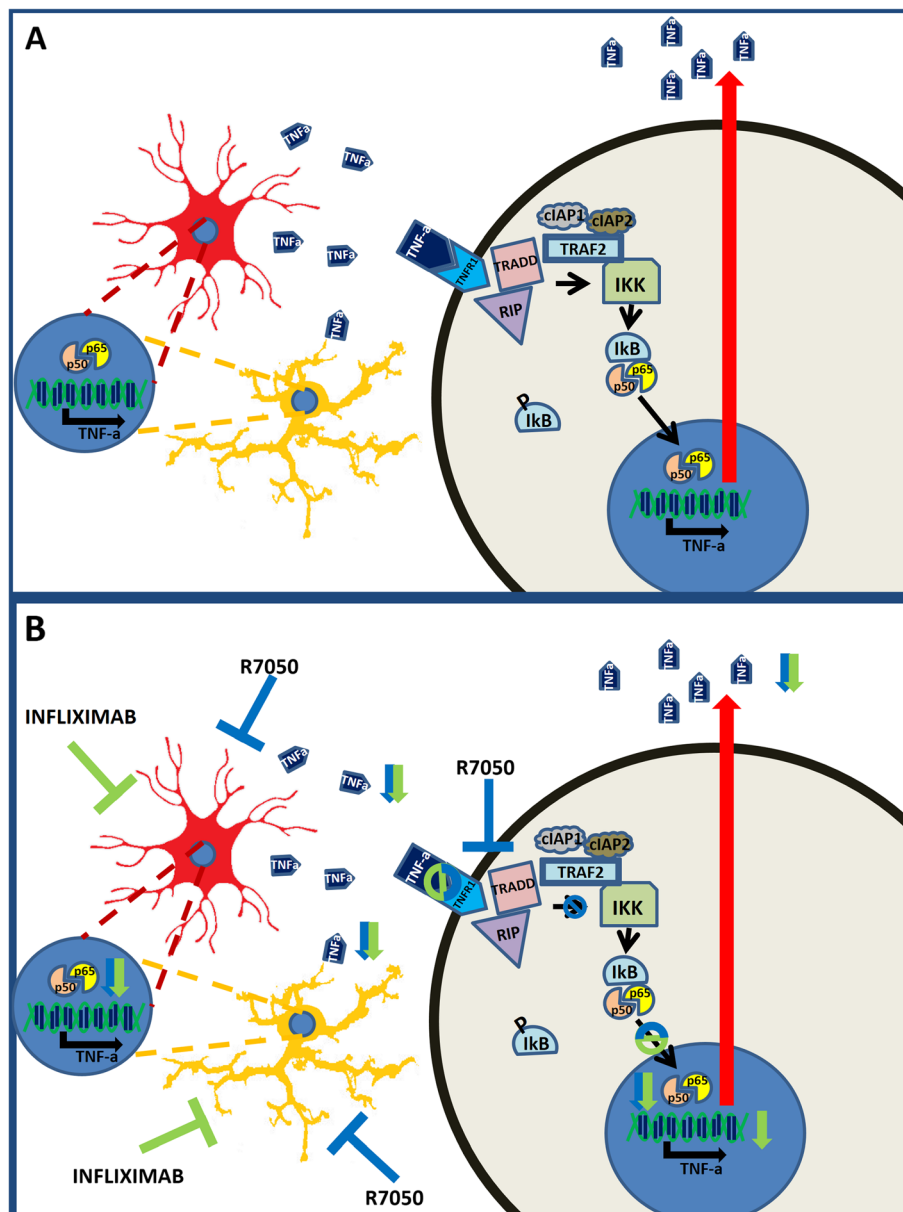 A
TNFa
TNFa
TNFa
TNFa
TNFa
TNFa
TNFa
TNFa
TNFa
TNFa
cIAP1
cIAP2
TRAF2
TNF-a
TNFR1
TRADD
RIP
IKK
IkB
p50
p65
P
IkB
p50
p65
TNF-a
p50
p65
TNF-a
B
R7050
INFLIXIMAB
TNFa
TNFa
TNFa
TNFa
TNFa
TNFa
TNFa
TNFa
TNFa
TNFa
R7050
cIAP1
cIAP2
TRAF2
TNF-a
TNFR1
TRADD
RIP
IKK
IkB
p50
p65
P
IkB
p50
p65
TNF-a
p50
p65
TNF-a
INFLIXIMAB
R7050